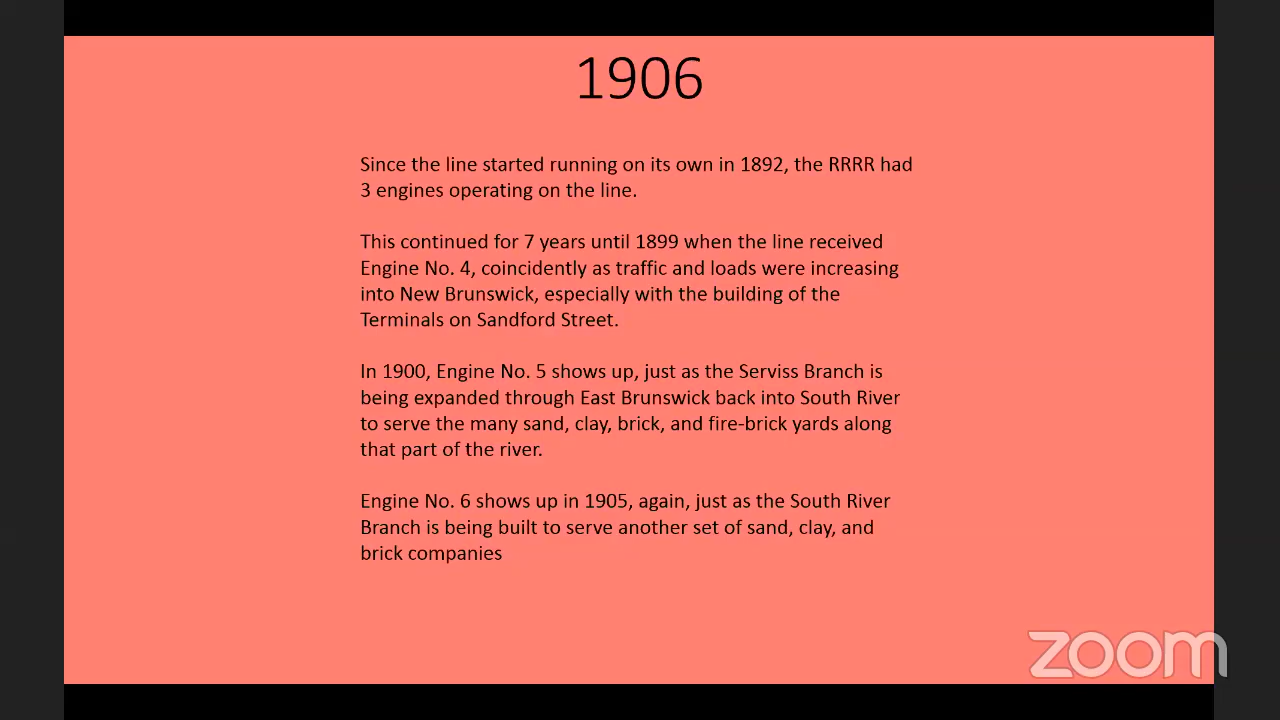 1906
Since the line started running on its own in 1892, the RRRR had
3 engines operating on the line.
This continued for 7 years until 1899 when the line received
Engine No. 4, coincidently as traffic and loads were increasing
into New Brunswick, especially with the building of the
Terminals on Sandford Street.
In 1900, Engine No. 5 shows up, just as the Serviss Branch is
being expanded through East Brunswick back into South River
to serve the many sand, clay, brick, and fire-brick yards along
that part of the river.
Engine No. 6 shows up in 1905, again, just as the South River
Branch is being built to serve another set of sand, clay, and
brick companies
zoom